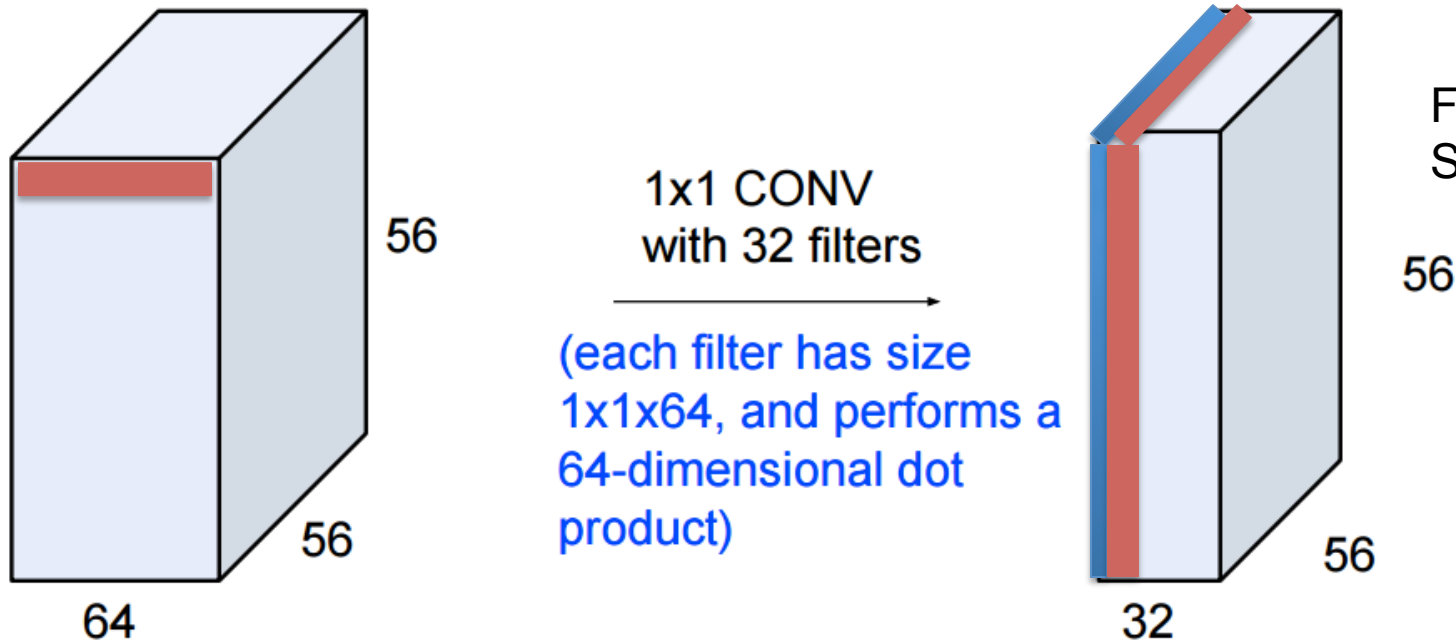 56
56
64
1x1 CONV
with 32 filters
(each filter has size
1x1x64, and performs a
64-dimensional dot
product)
F
S
56
56
32